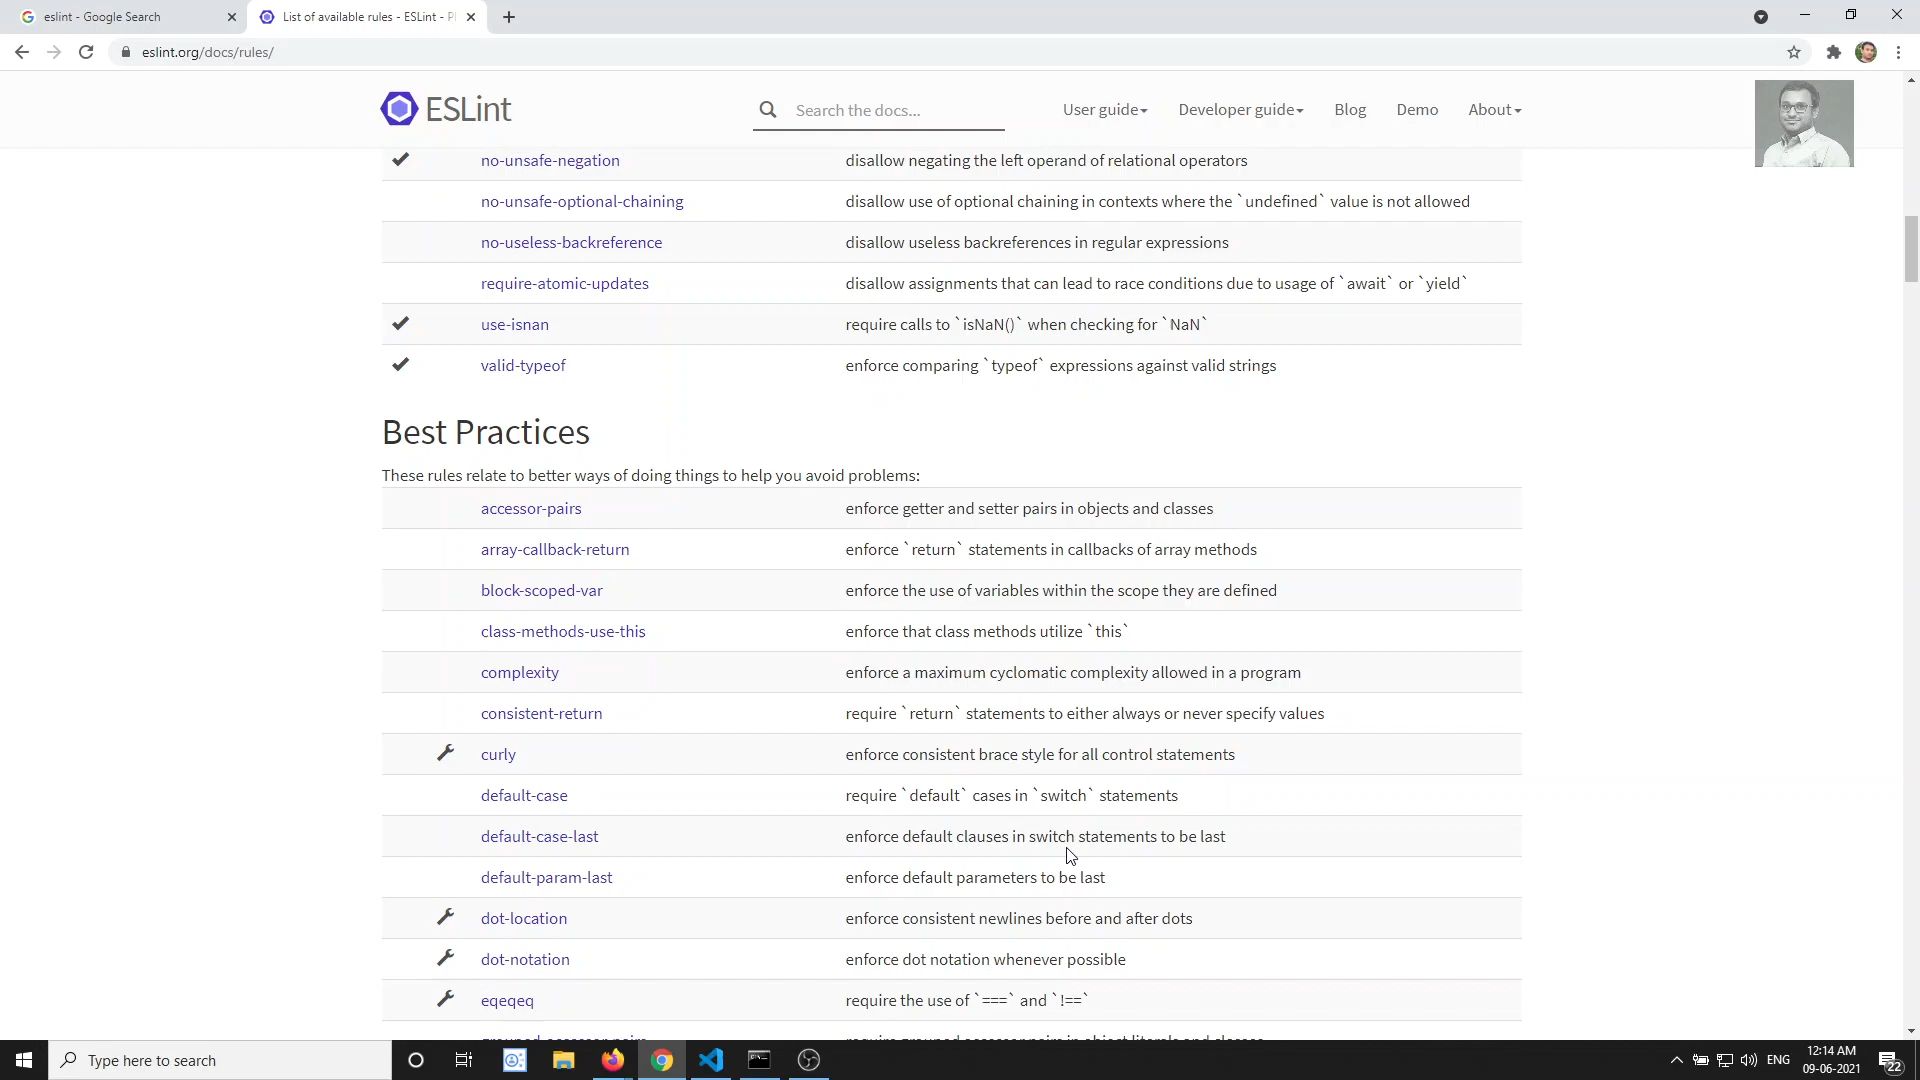 eslint - Google Search
List of available rules - ESLint - Pl
eslint.org/docs/rules/
ESLint
Search the docs...
User guide
Developer guide
Blog
Demo
About
no-unsafe-negation disallow negating the left operand of relational operators
no-unsafe-optional-chaining disallow use of optional chaining in contexts where the `undefined` value is not allowed
no-useless-backreference disallow useless backreferences in regular expressions
require-atomic-updates disallow assignments that can lead to race conditions due to usage of `await` or `yield`
use-isnan require calls to `isNaN()` when checking for `NaN`
valid-typeof enforce comparing `typeof` expressions against valid strings
Best Practices
These rules relate to better ways of doing things to help you avoid problems:
accessor-pairs enforce getter and setter pairs in objects and classes
array-callback-return enforce `return` statements in callbacks of array methods
block-scoped-var enforce the use of variables within the scope they are defined
class-methods-use-this enforce that class methods utilize `this`
complexity enforce a maximum cyclomatic complexity allowed in a program
consistent-return require `return` statements to either always or never specify values
curly enforce consistent brace style for all control statements
default-case require `default` cases in `switch` statements
default-case-last enforce default clauses in switch statements to be last
default-param-last enforce default parameters to be last
dot-location enforce consistent newlines before and after dots
dot-notation enforce dot notation whenever possible
eqeqeq require the use of `===` and `!==`
grouped-accessor-pairs require grouped accessor pairs in object literals and classes
Type here to search
ENG
12:14 AM
09-06-2021
22